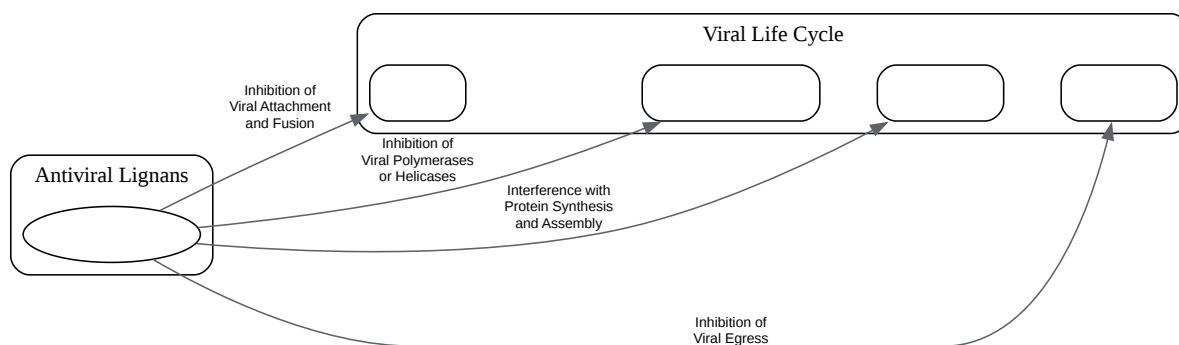 Viral Life Cycle
Inhibition of
Viral Attachment
and Fusion
Inhibition of
Viral Polymerases
or Helicases
Antiviral Lignans
Interference with
Protein Synthesis
and Assembly
Inhibition of
Viral Egress